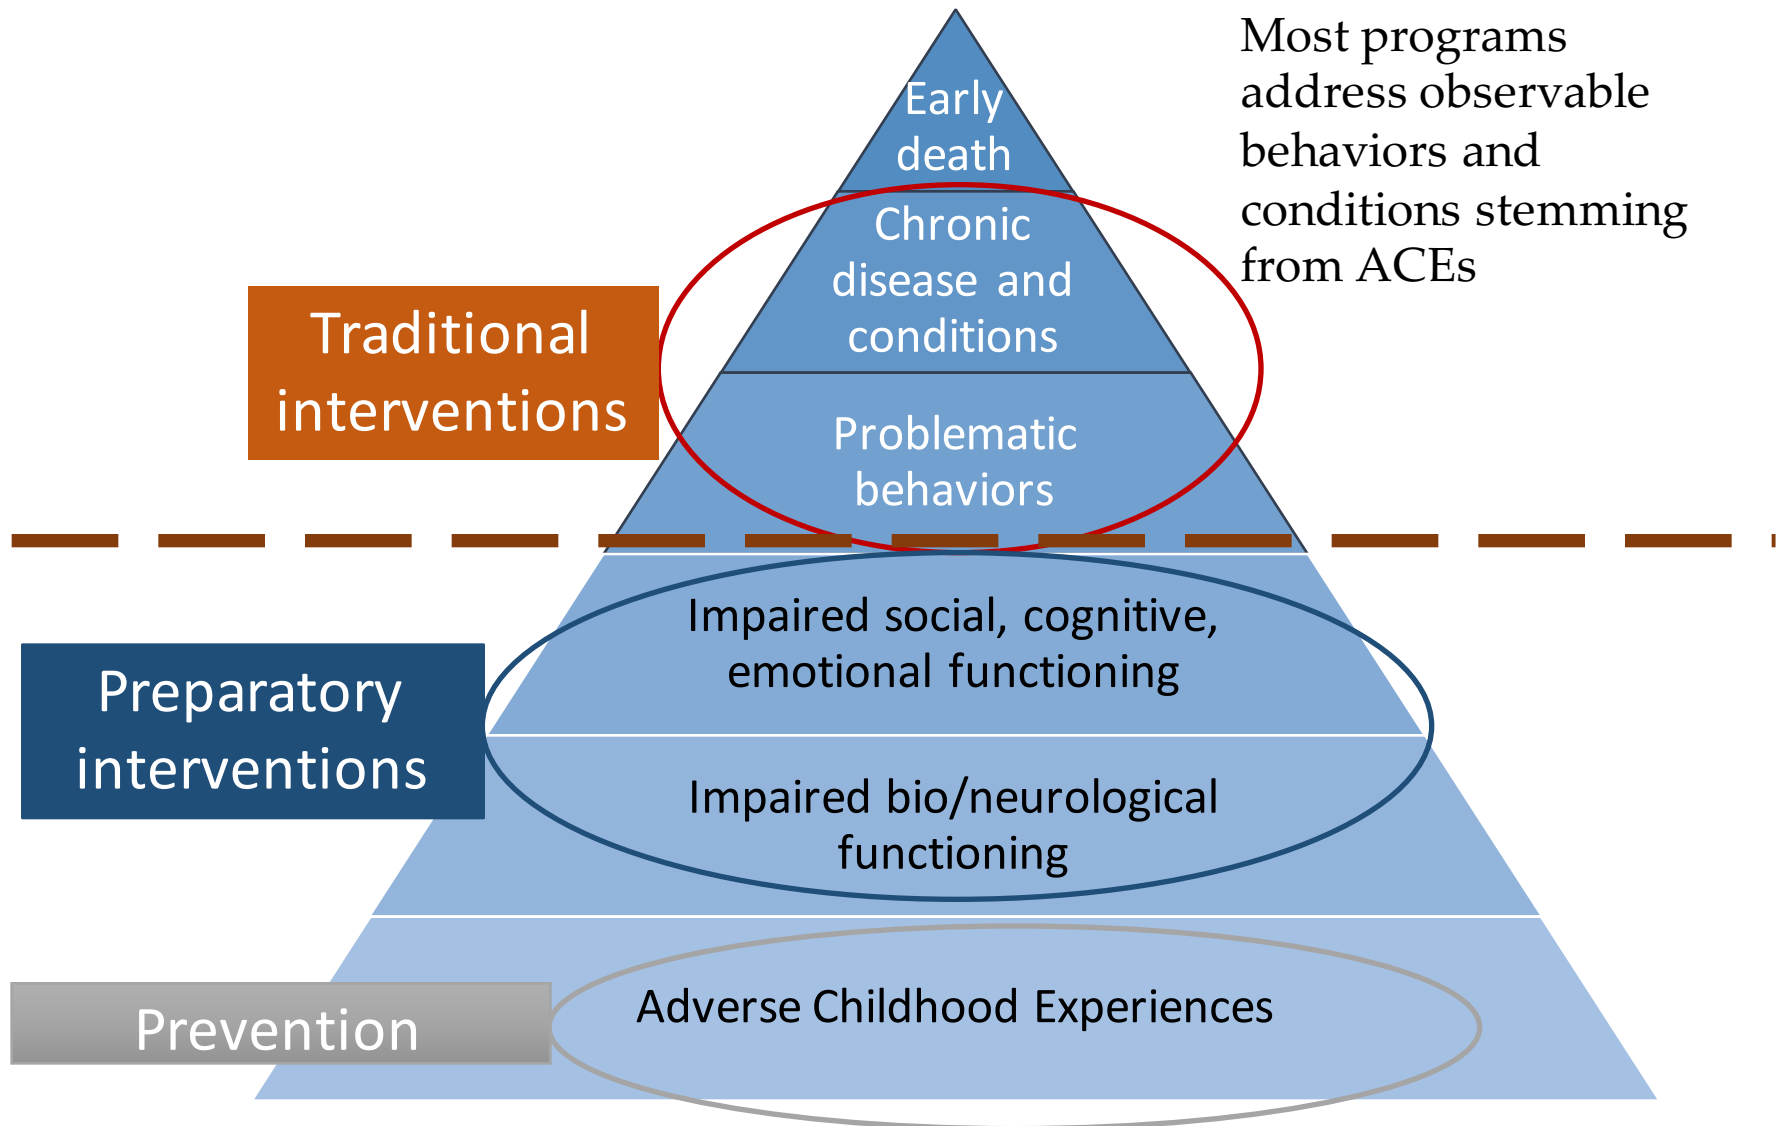 Early
death
Most programs
address observable
behaviors and
conditions stemming
from ACEs
Chronic
disease and
conditions
Traditional
interventions
Problematic
behaviors
Impaired social, cognitive,
emotional functioning
Preparatory
interventions
Impaired bio/neurological
functioning
Adverse Childhood Experiences
Prevention